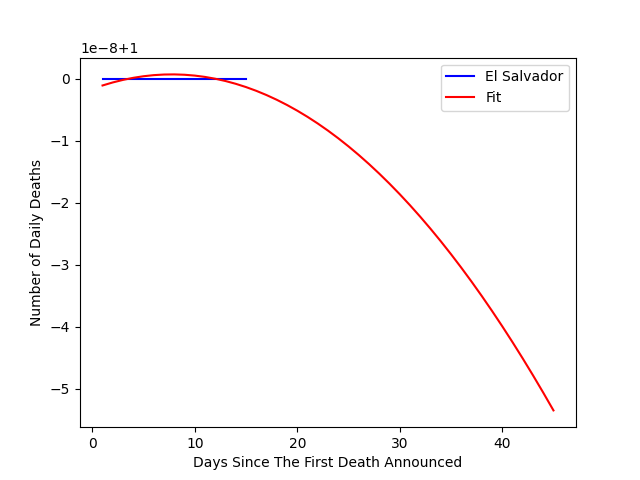 1e−8+1
El Salvador
Fit
0
−1
−2
−3
−4
−5
Number of Daily Deaths
0 10 20 30 40
Days Since The First Death Announced